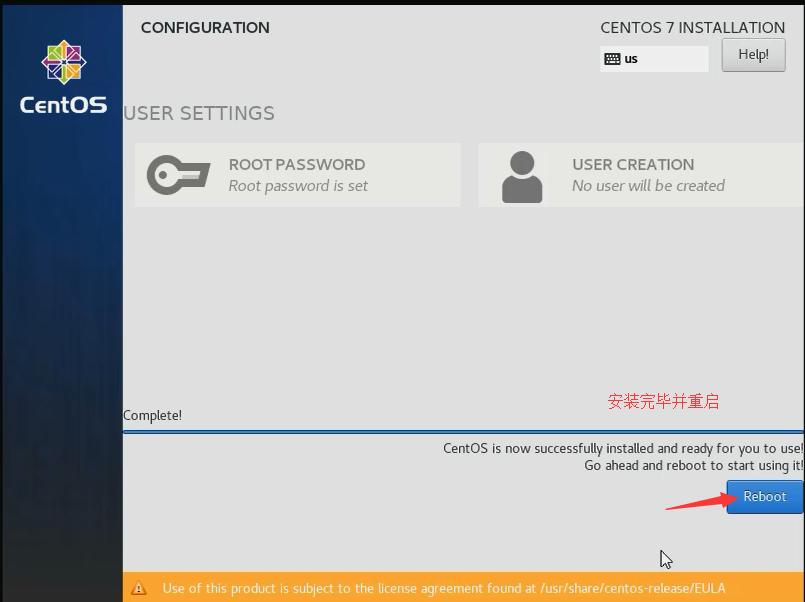 CONFIGURATION
CENTOS 7 INSTALLATION
us
Help!
CentOS
USER SETTINGS
ROOT PASSWORD
Root password is set
USER CREATION
No user will be created
安装完毕并重启
Complete!
CentOS is now successfully installed and ready for you to use!
Go ahead and reboot to start using it!
Reboot
Use of this product is subject to the license agreement found at /usr/share/centos-release/EULA